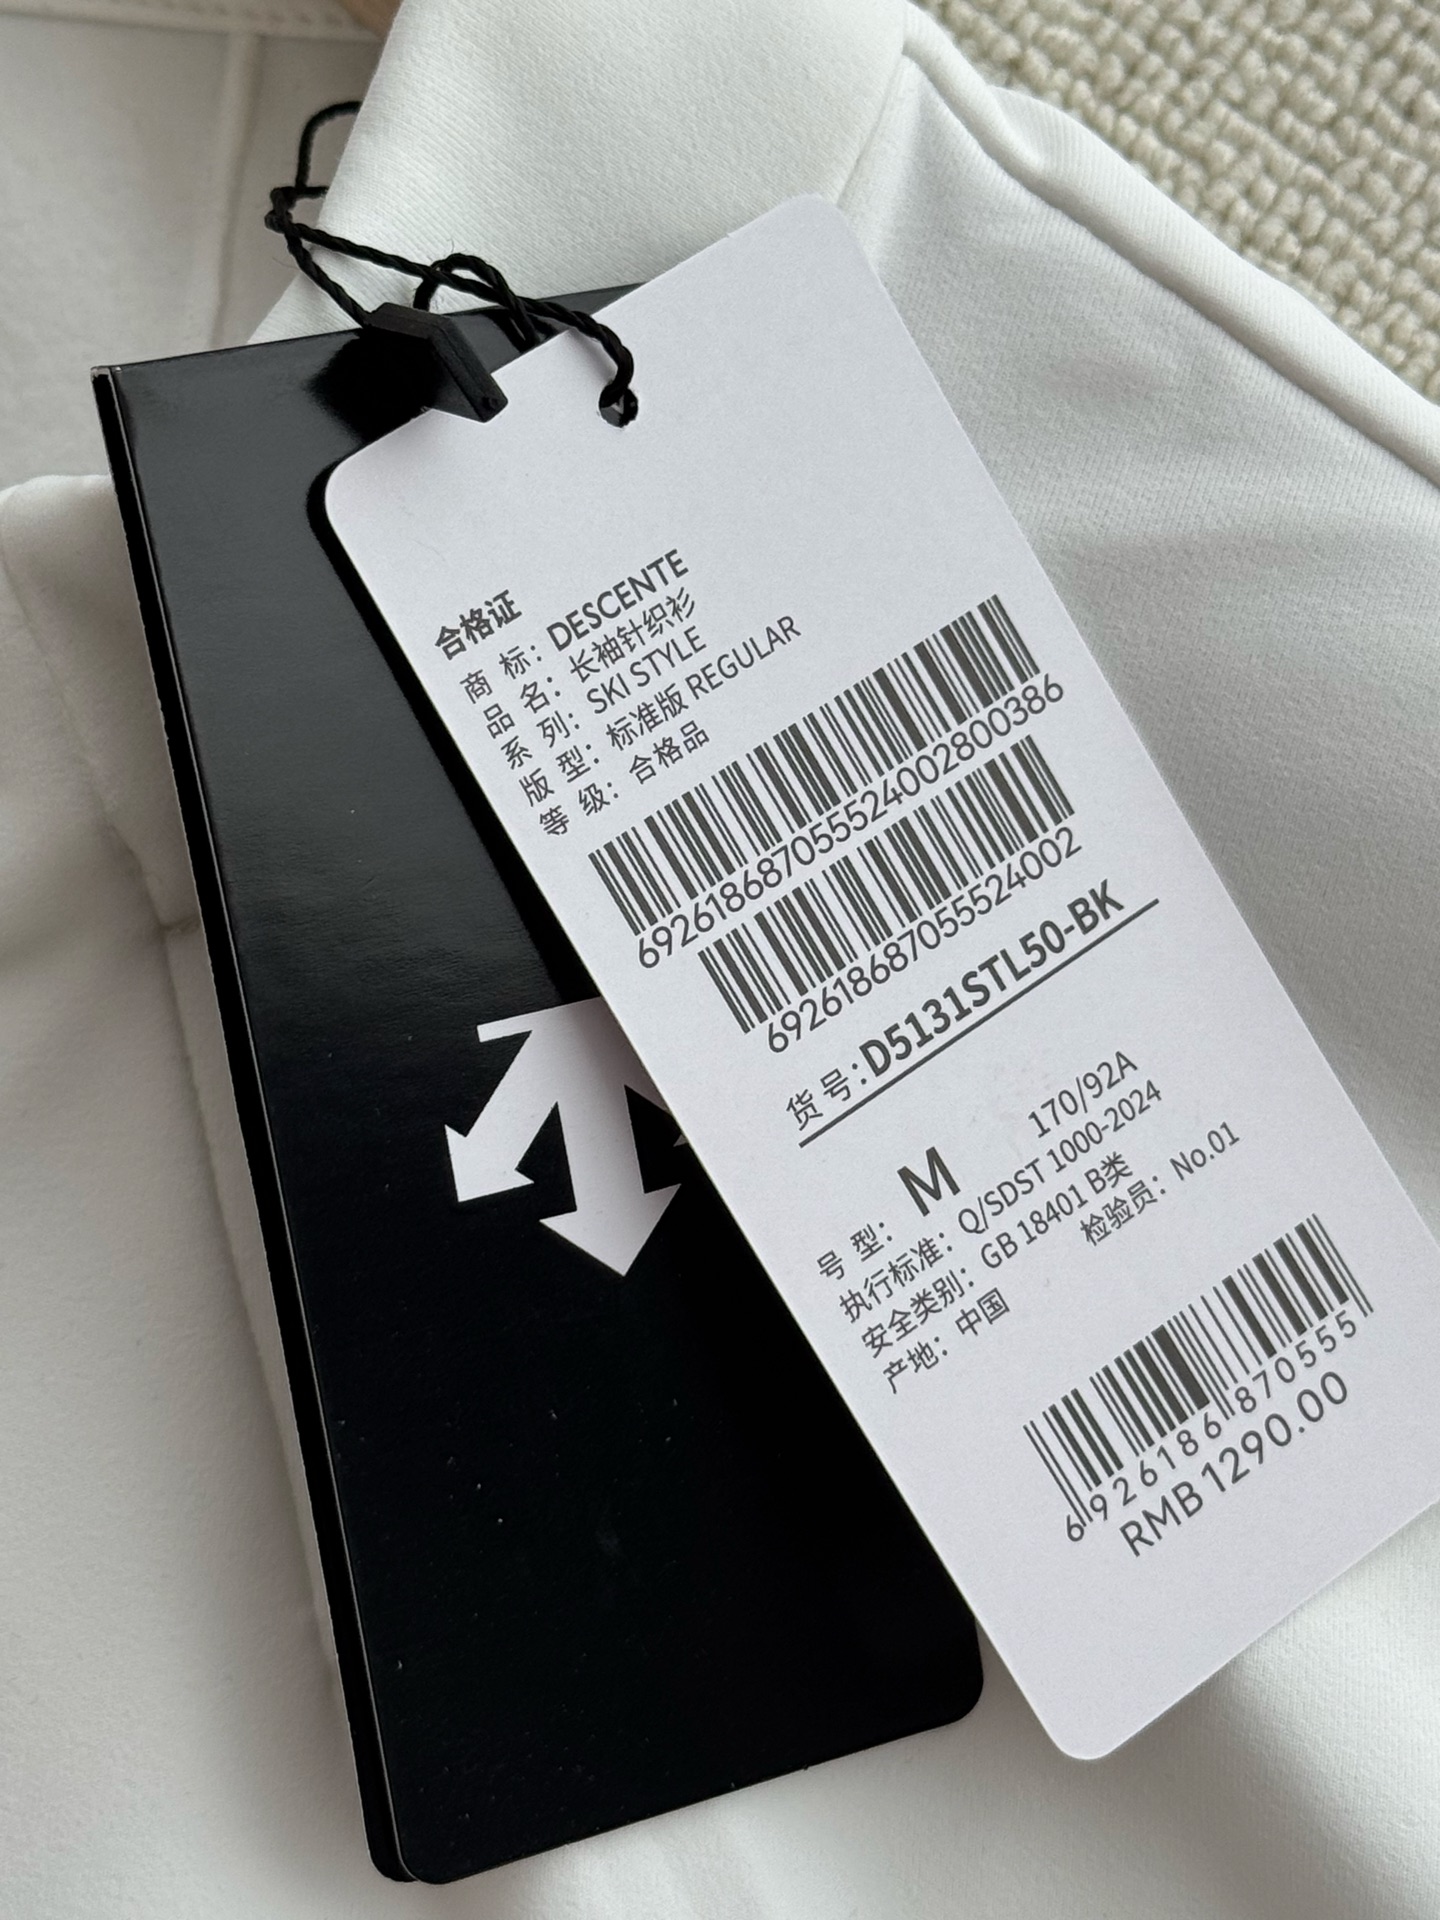 合格证
商 标：DESCENTE
品 名：长袖针织衫
系 列：SKI STYLE
版 型：标准版 REGULAR
等 级：合格品
69261868705552400280038​6
692618687055524002
货 号：D5131STL50-BK
号 型：M 170/92A
执行标准：Q/SDST 1000-2024
安全类别：GB 18401 B类
产地：中国 检验员：No.01
6926186870555
RMB 1290.00